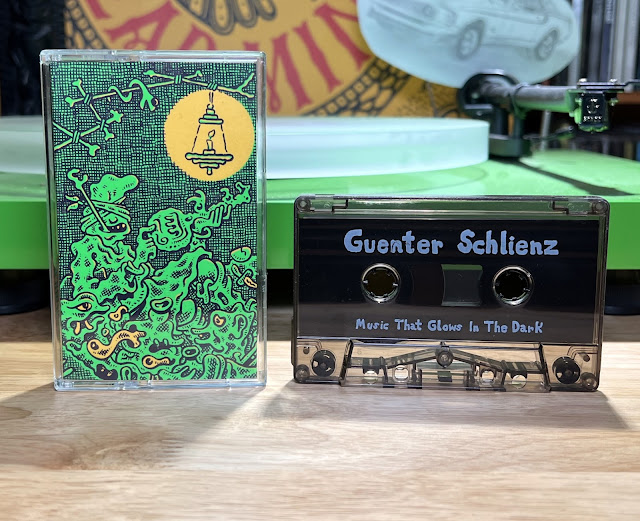 Guenter Schlienz
Music That Glows In The Dark